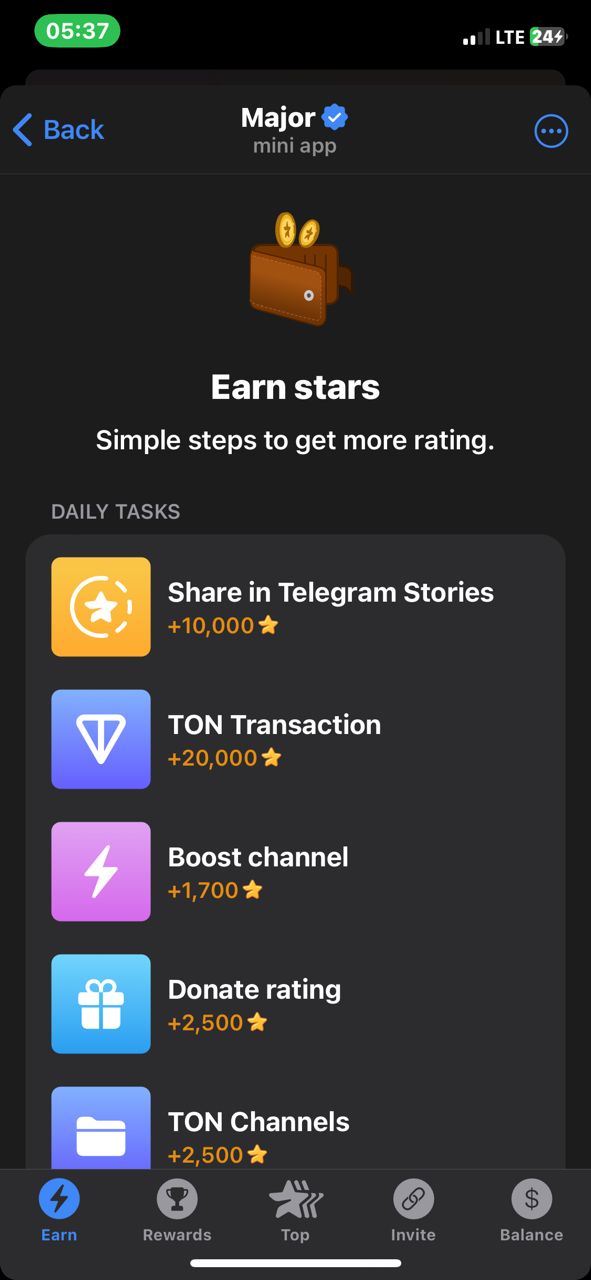 05:37
LTE 24
Back
Major
mini app
Earn stars
Simple steps to get more rating.
DAILY TASKS
Share in Telegram Stories
+10,000
TON Transaction
+20,000
Boost channel
+1,700
Donate rating
+2,500
TON Channels
+2,500
Earn
Rewards
Top
Invite
$
Balance